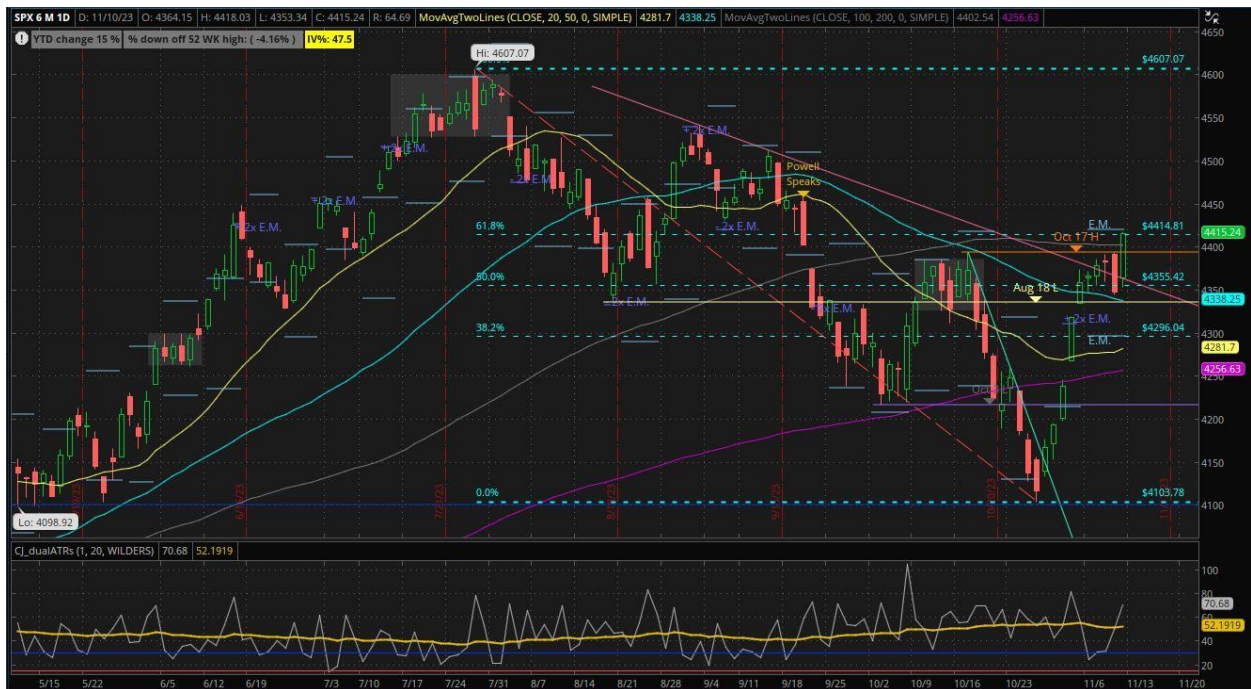 SPX 6 M 1D D: 11/10/23 O: 4364.15 H: 4418.03 L: 4353.34 C: 4415.24 R: 64.69 MovAvgTwoLines (CLOSE, 20, 50, 0, SIMPLE) 4281.7 4338.25 MovAvgTwoLines (CLOSE, 100, 200, 0, SIMPLE) 4402.54 4256.63
YTD change 15 % % down off 52 WK high: ( -4.16% ) IV%: 47.5
4650
Hi: 4607.07
$4607.07
4600
4550
+ 2x E.M.
+ 2x E.M.
4500
Powell
- 2x E.M.
Speaks
+ 2x E.M.
4450
+ 2x E.M.
- 2x E.M.
61.8%
E.M.
$4414.81
4415.24
Oct 17 H
4400
50.0%
$4355.42
Aug 18 L
4350
4338.25
- 2x E.M.
+ 2x E.M.
38.2%
$4296.04
4300
E.M.
4281.7
4256.63
4250
4200
4150
0.0%
$4103.78
4100
Lo: 4098.92
CJ_dualATRs (1, 20, WILDERS) 70.68 52.1919
100
80
70.68
60
52.1919
40
20
5/15 5/22 6/5 6/12 6/19 7/3 7/10 7/17 7/24 7/31 8/7 8/14 8/21 8/28 9/4 9/11 9/18 9/25 10/2 10/9 10/16 10/23 11/6 11/13 11/20